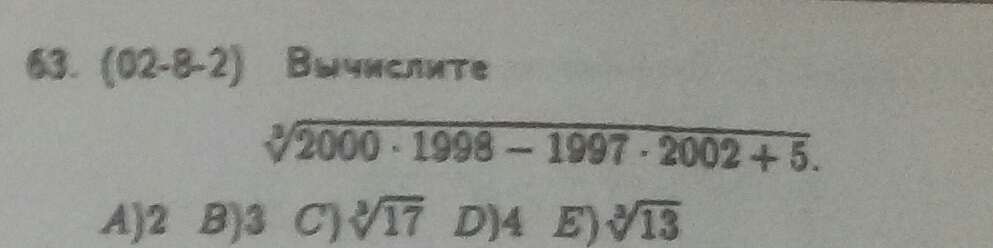 63. (02-8-2) Вычислите
∛2000 · 1998 − 1997 · 2002 + 5.
A)2 B)3 C)∛17 D)4 E)∛13